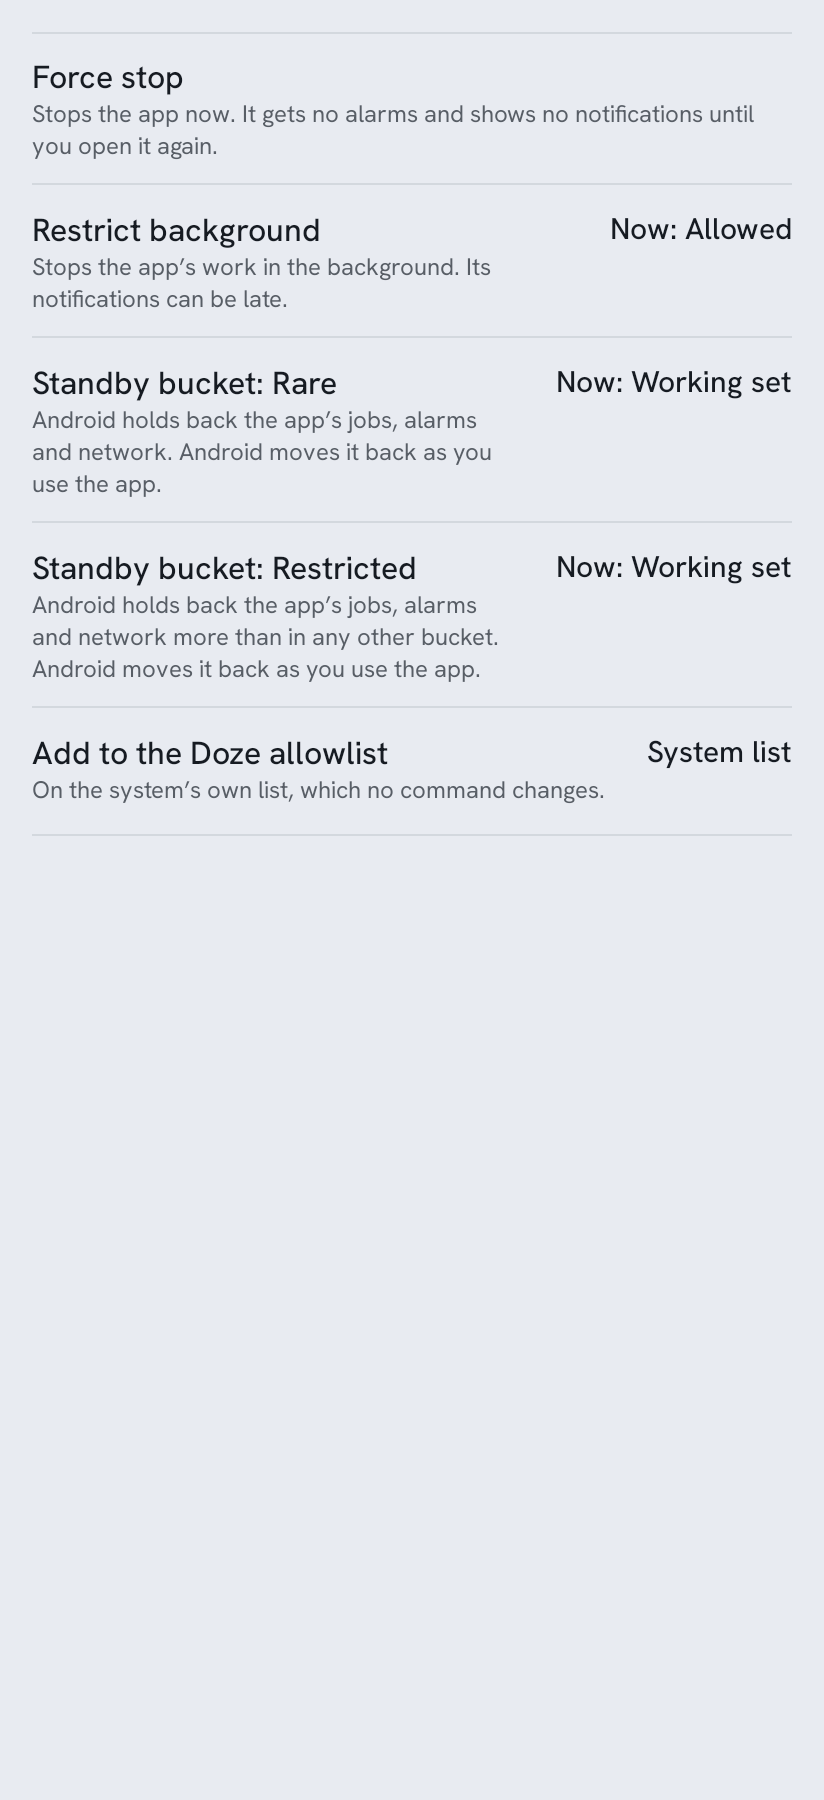 Force stop
Stops the app now. It gets no alarms and shows no notifications until
you open it again.
Restrict background
Now: Allowed
Stops the app’s work in the background. Its
notifications can be late.
Standby bucket: Rare
Now: Working set
Android holds back the app’s jobs, alarms
and network. Android moves it back as you
use the app.
Standby bucket: Restricted
Now: Working set
Android holds back the app’s jobs, alarms
and network more than in any other bucket.
Android moves it back as you use the app.
Add to the Doze allowlist
System list
On the system’s own list, which no command changes.